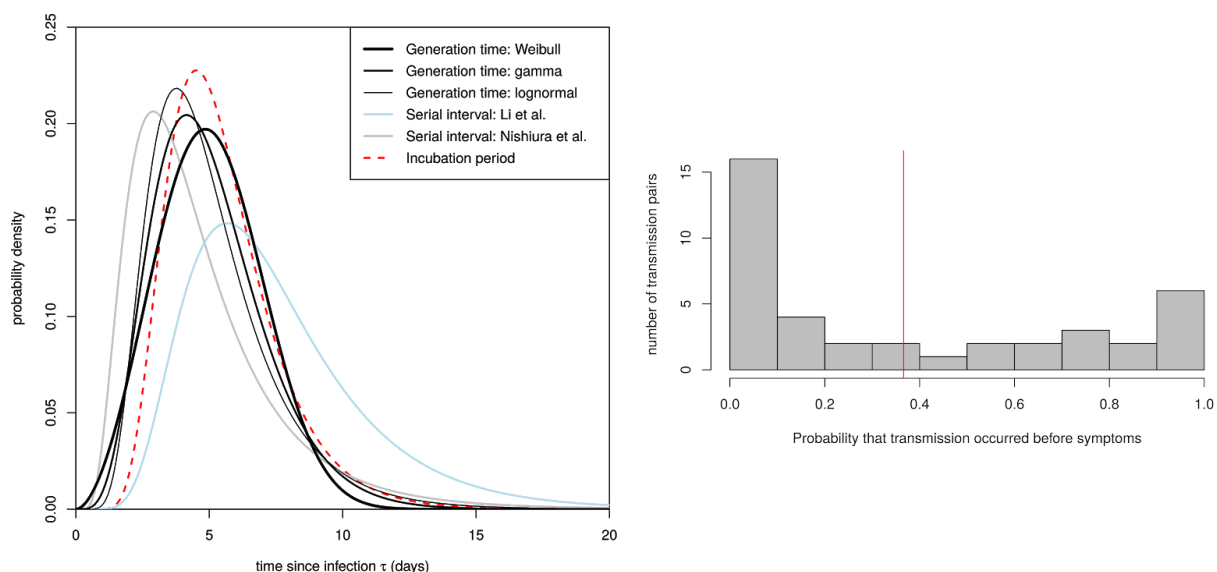 0.25
0.20
0.15
0.10
0.05
0.00
probability density
Generation time: Weibull
Generation time: gamma
Generation time: lognormal
Serial interval: Li et al.
Serial interval: Nishiura et al.
Incubation period
0 5 10 15 20
time since infection τ (days)
15
10
5
0
number of transmission pairs
0.0 0.2 0.4 0.6 0.8 1.0
Probability that transmission occurred before symptoms